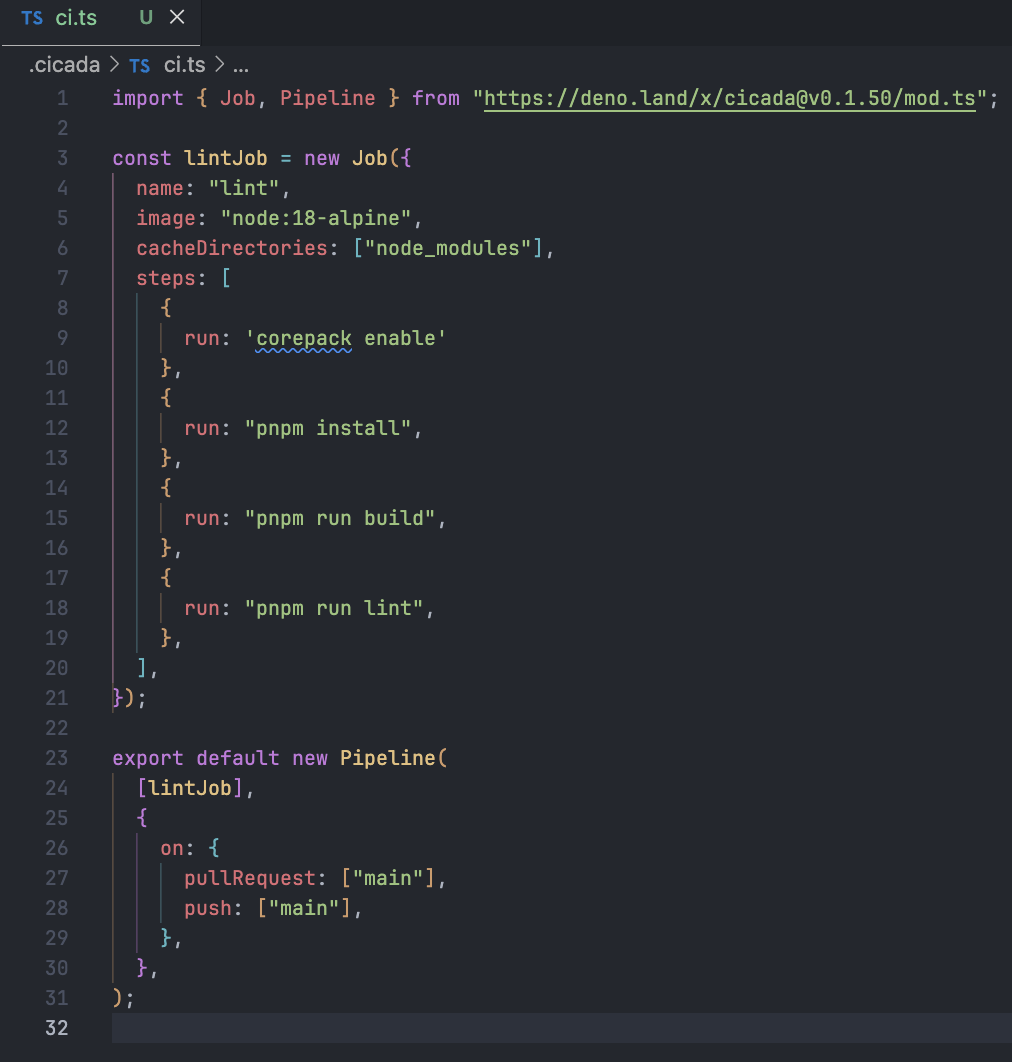 TS ci.ts U ×
.cicada > TS ci.ts > ...
1 import { Job, Pipeline } from "https://deno.land/x/cicada@v0.1.50/mod.ts";
2
3 const lintJob = new Job({
4   name: "lint",
5   image: "node:18-alpine",
6   cacheDirectories: ["node_modules"],
7   steps: [
8     {
9       run: 'corepack enable'
10     },
11     {
12       run: "pnpm install",
13     },
14     {
15       run: "pnpm run build",
16     },
17     {
18       run: "pnpm run lint",
19     },
20   ],
21 });
22
23 export default new Pipeline(
24   [lintJob],
25   {
26     on: {
27       pullRequest: ["main"],
28       push: ["main"],
29     },
30   },
31 );
32